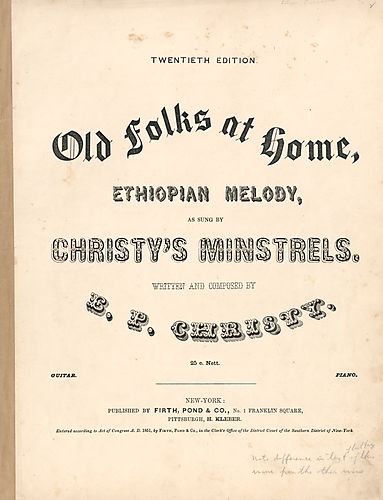 TWENTIETH EDITION.
Old Folks at Home,
ETHIOPIAN MELODY,
AS SUNG BY
CHRISTY'S MINSTRELS.
WRITTEN AND COMPOSED BY
E. P. CHRISTY.
25 c. Nett.
GUITAR. PIANO.
NEW-YORK:
PUBLISHED BY FIRTH, POND & CO., No. 1 FRANKLIN SQUARE,
PITTSBURGH, H. KLEBER.
Entered according to Act of Congress A. D. 1851, by FIRTH, POND & CO., in the Clerk's Office of the District Court of the Southern District of New-York
Note difference in